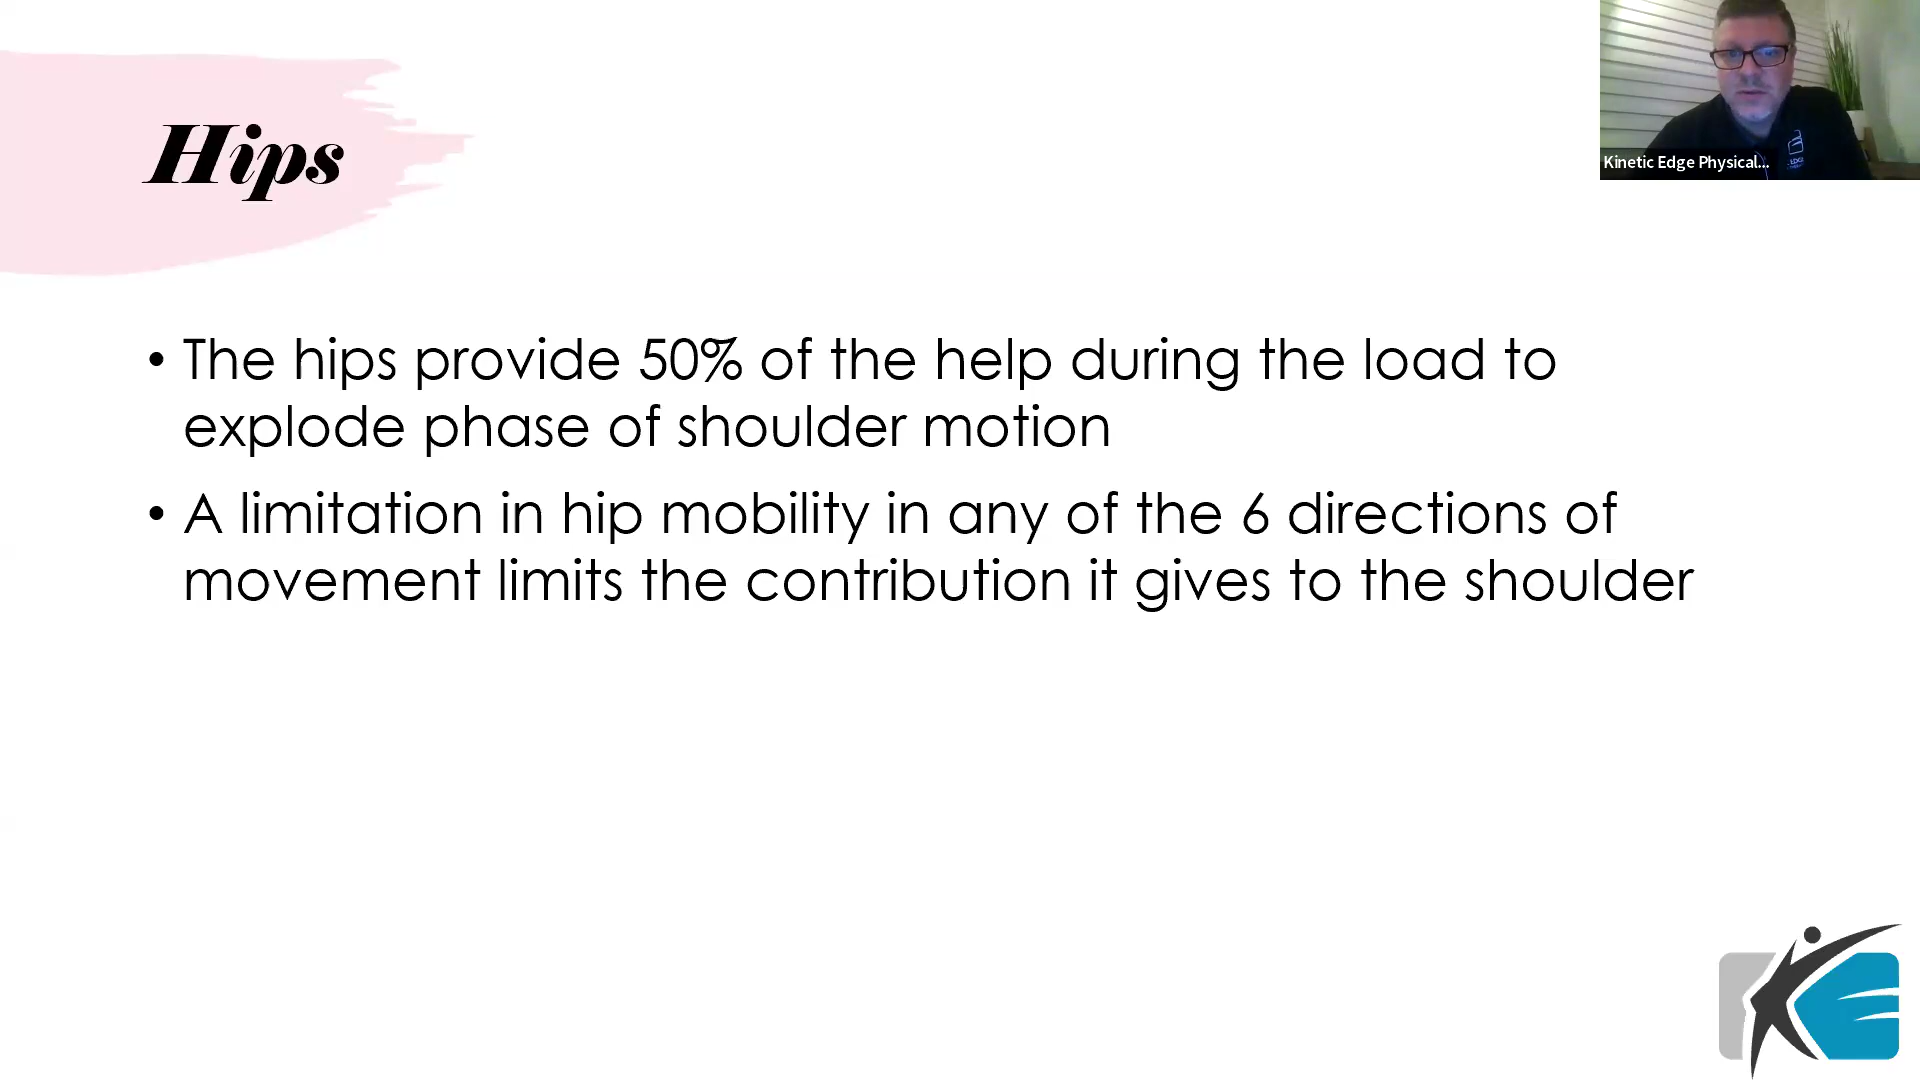 Hips
Kinetic Edge Physical...
• The hips provide 50% of the help during the load to
explode phase of shoulder motion
• A limitation in hip mobility in any of the 6 directions of
movement limits the contribution it gives to the shoulder